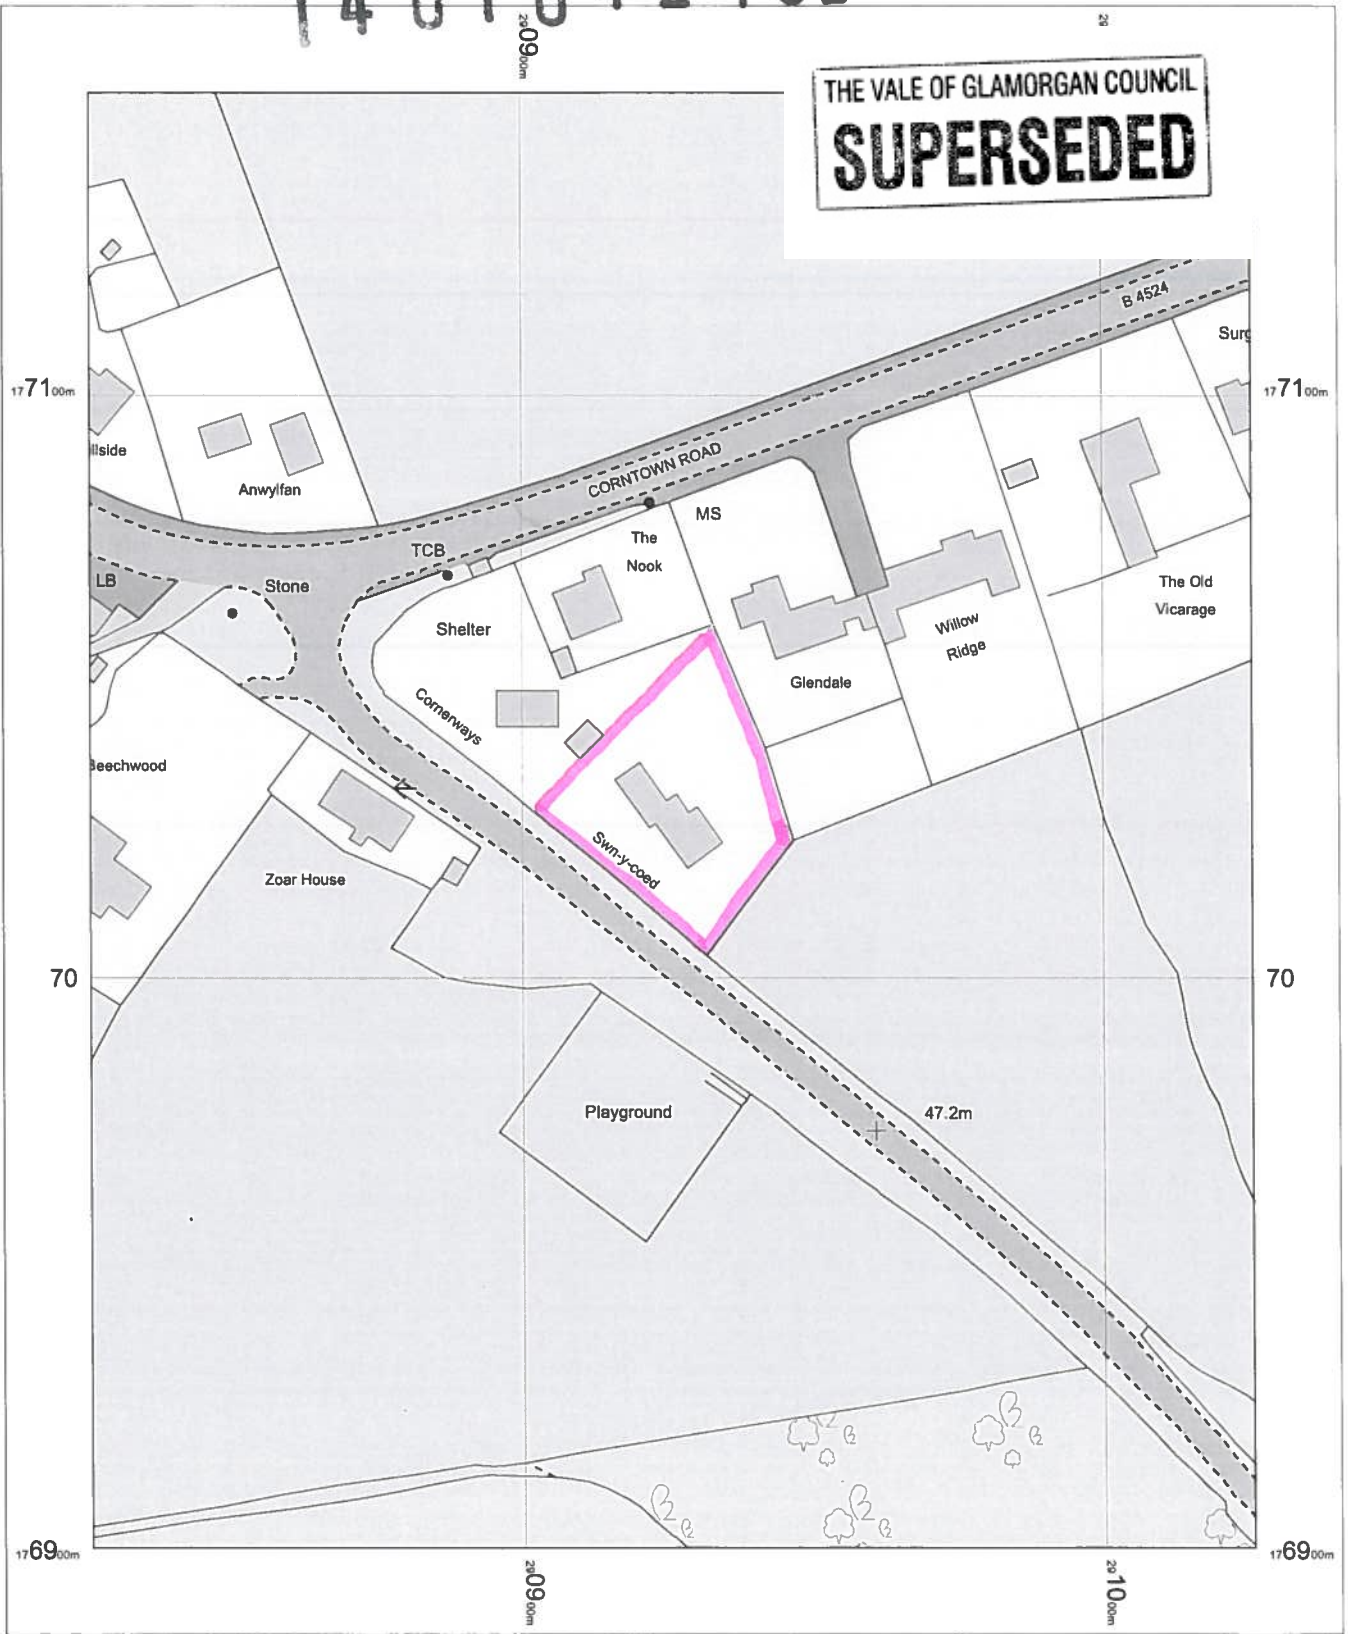 2909 00m
29
THE VALE OF GLAMORGAN COUNCIL
SUPERSEDED
B 4524
Surg
1771 00m
1771 00m
CORNTOWN ROAD
llside
Anwylfan
MS
The
Nook
TCB
LB
Stone
The Old
Vicarage
Shelter
Willow
Ridge
Glendale
Cornerways
Beechwood
Swn-y-coed
Zoar House
70
70
Playground
47.2m
1769 00m
1769 00m
2909 00m
2910 00m